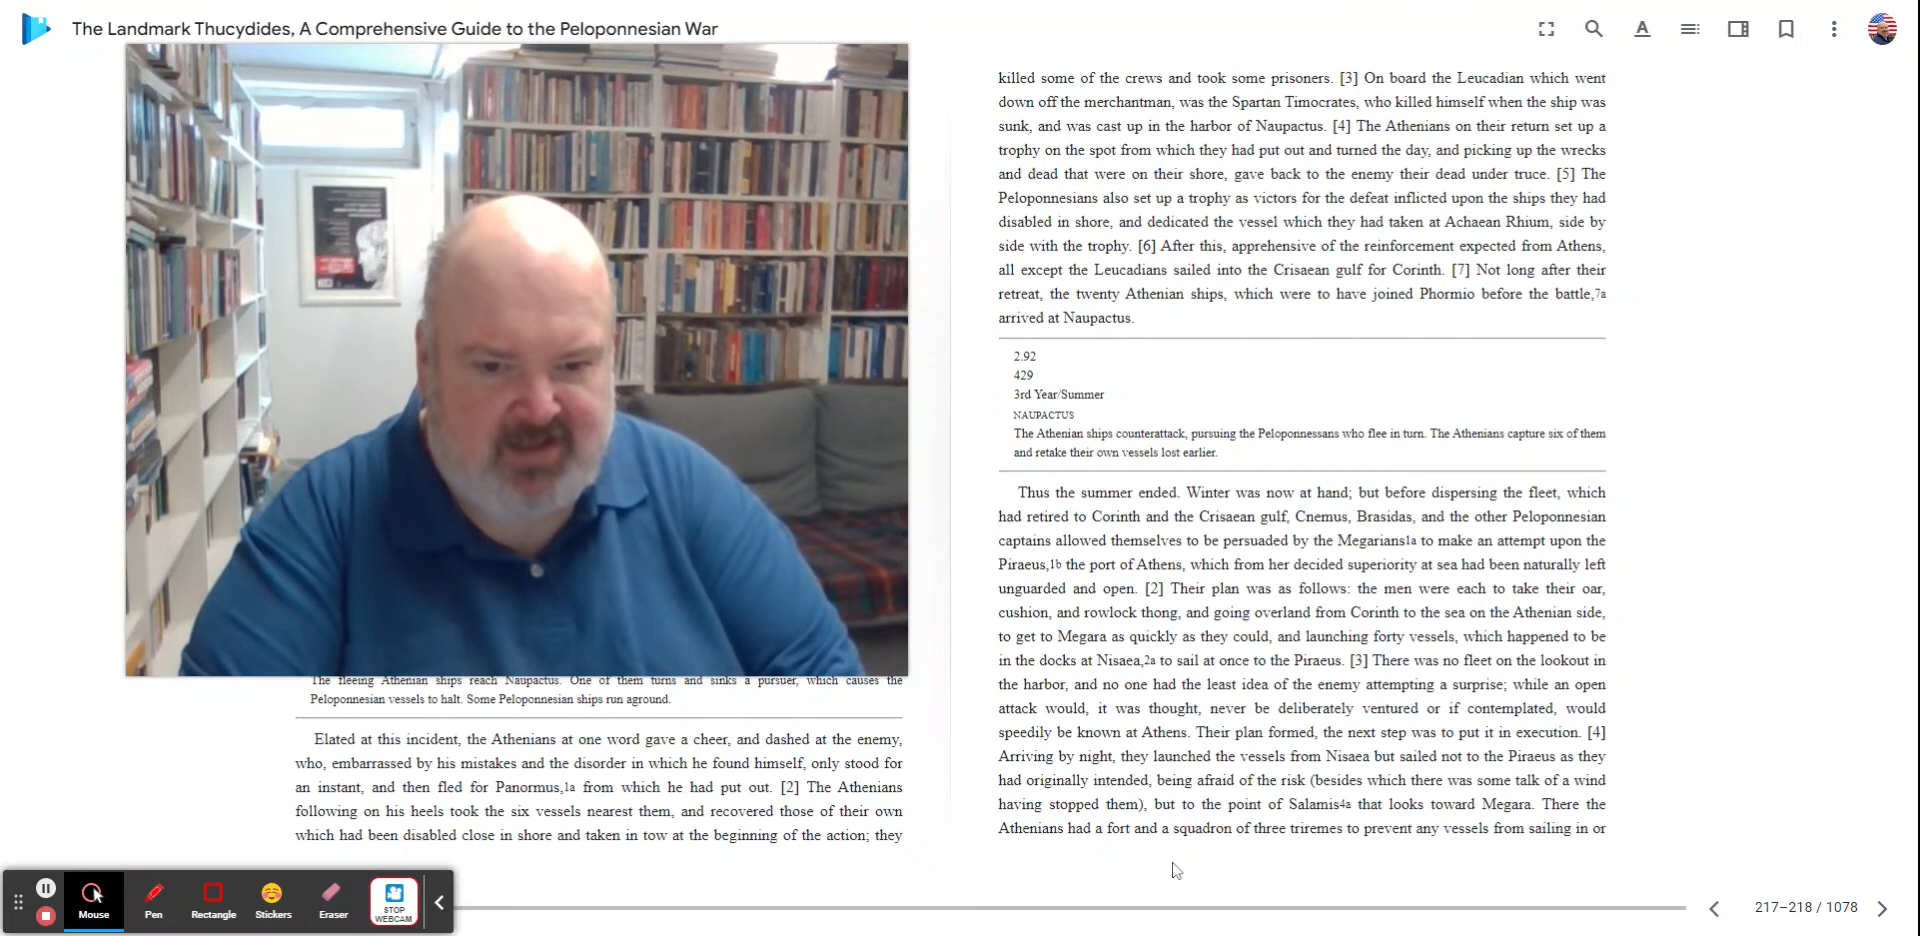 The Landmark Thucydides, A Comprehensive Guide to the Peloponnesian War
The fleeing Athenian ships reach Naupactus. One of them turns and sinks a pursuer, which causes the
Peloponnesian vessels to halt. Some Peloponnesian ships run aground.
Elated at this incident, the Athenians at one word gave a cheer, and dashed at the enemy,
who, embarrassed by his mistakes and the disorder in which he found himself, only stood for
an instant, and then fled for Panormus,1a from which he had put out. [2] The Athenians
following on his heels took the six vessels nearest them, and recovered those of their own
which had been disabled close in shore and taken in tow at the beginning of the action; they
killed some of the crews and took some prisoners. [3] On board the Leucadian which went
down off the merchantman, was the Spartan Timocrates, who killed himself when the ship was
sunk, and was cast up in the harbor of Naupactus. [4] The Athenians on their return set up a
trophy on the spot from which they had put out and turned the day, and picking up the wrecks
and dead that were on their shore, gave back to the enemy their dead under truce. [5] The
Peloponnesians also set up a trophy as victors for the defeat inflicted upon the ships they had
disabled in shore, and dedicated the vessel which they had taken at Achaean Rhium, side by
side with the trophy. [6] After this, apprehensive of the reinforcement expected from Athens,
all except the Leucadians sailed into the Crisaean gulf for Corinth. [7] Not long after their
retreat, the twenty Athenian ships, which were to have joined Phormio before the battle,7a
arrived at Naupactus.
2.92
429
3rd Year/Summer
NAUPACTUS
The Athenian ships counterattack, pursuing the Peloponnessans who flee in turn. The Athenians capture six of them
and retake their own vessels lost earlier.
Thus the summer ended. Winter was now at hand; but before dispersing the fleet, which
had retired to Corinth and the Crisaean gulf, Cnemus, Brasidas, and the other Peloponnesian
captains allowed themselves to be persuaded by the Megarians1a to make an attempt upon the
Piraeus,1b the port of Athens, which from her decided superiority at sea had been naturally left
unguarded and open. [2] Their plan was as follows: the men were each to take their oar,
cushion, and rowlock thong, and going overland from Corinth to the sea on the Athenian side,
to get to Megara as quickly as they could, and launching forty vessels, which happened to be
in the docks at Nisaea,2a to sail at once to the Piraeus. [3] There was no fleet on the lookout in
the harbor, and no one had the least idea of the enemy attempting a surprise; while an open
attack would, it was thought, never be deliberately ventured or if contemplated, would
speedily be known at Athens. Their plan formed, the next step was to put it in execution. [4]
Arriving by night, they launched the vessels from Nisaea but sailed not to the Piraeus as they
had originally intended, being afraid of the risk (besides which there was some talk of a wind
having stopped them), but to the point of Salamis4a that looks toward Megara. There the
Athenians had a fort and a squadron of three triremes to prevent any vessels from sailing in or
Mouse
Pen
Rectangle
Stickers
Eraser
STOP
WEBCAM
217–218 / 1078